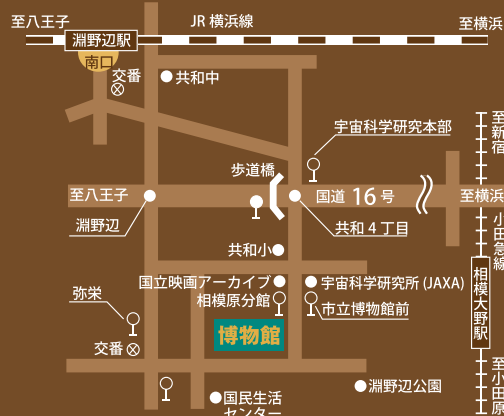 至八王子
JR 横浜線
至横浜
淵野辺駅
南口
交番
共和中
至新宿
宇宙科学研究本部
歩道橋
至八王子
国道 16 号
至横浜
淵野辺
共和４丁目
小田急線
共和小
国立映画アーカイブ
相模原分館
宇宙科学研究所 (JAXA)
市立博物館前
弥栄
相模大野駅
博物館
交番
至小田原
淵野辺公園
国民生活
センター